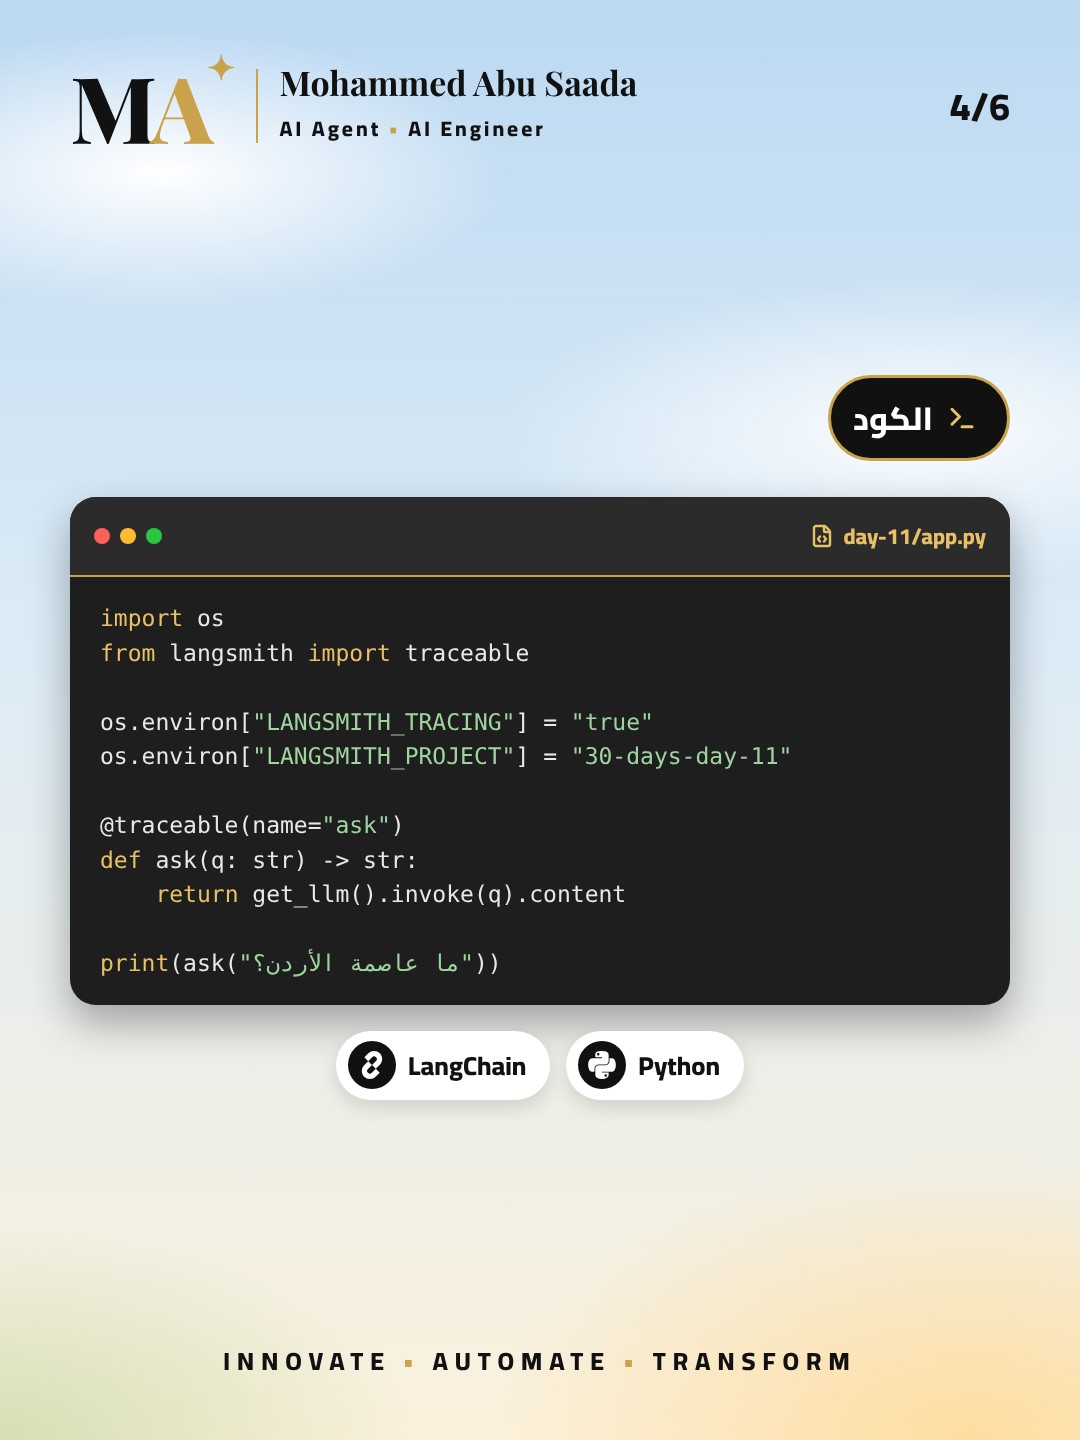 MA
Mohammed Abu Saada
AI Agent ▪ AI Engineer
4/6
الكود
day-11/app.py
import os
from langsmith import traceable
os.environ["LANGSMITH_TRACING"] = "true"
os.environ["LANGSMITH_PROJECT"] = "30-days-day-11"
@traceable(name="ask")
def ask(q: str) -> str:
    return get_llm().invoke(q).content
print(ask("ما عاصمة الأردن؟"))
LangChain
Python
INNOVATE ▪ AUTOMATE ▪ TRANSFORM